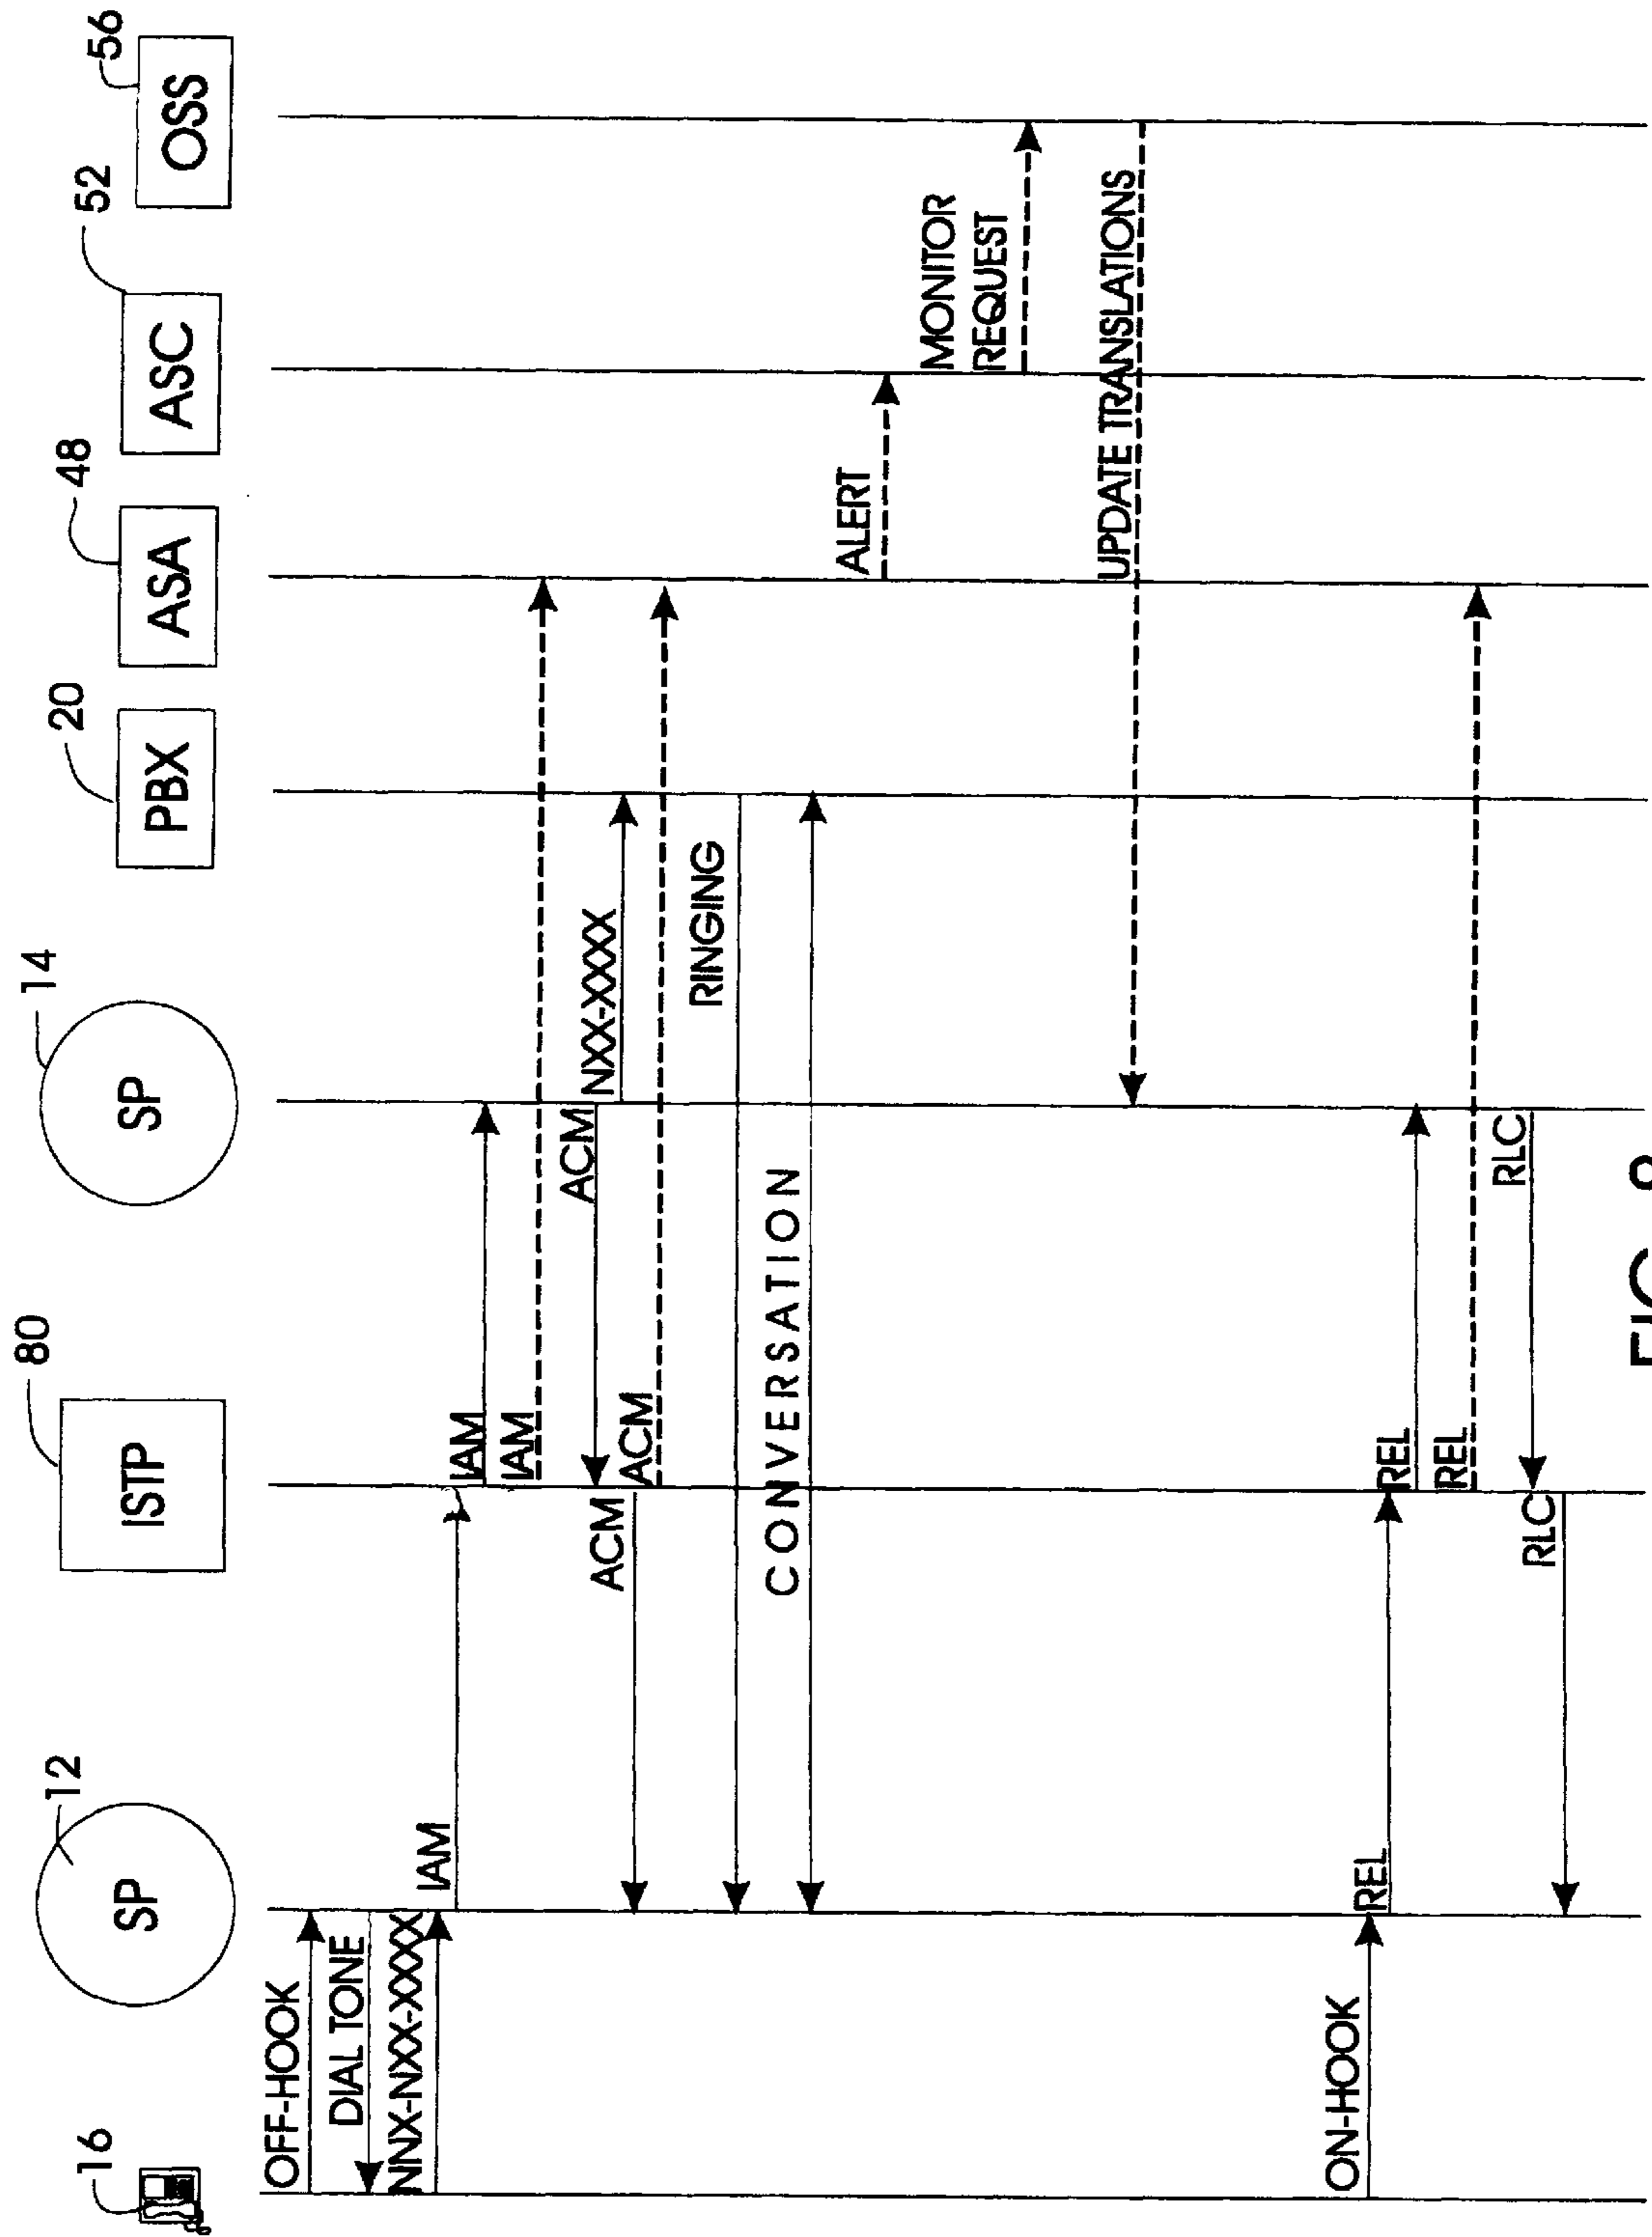 16
12
80
14
20
48
52
56
SP
ISTP
SP
PBX
ASA
ASC
OSS
OFF-HOOK
DIAL TONE
NNX-NXX-XXXX
IAM
IAM
IAM
ACM
NXX-XXXX
ACM
ACM
RINGING
CONVERSATION
ALERT
MONITOR
REQUEST
UPDATE TRANSLATIONS
ON-HOOK
REL
REL
REL
RLC
RLC